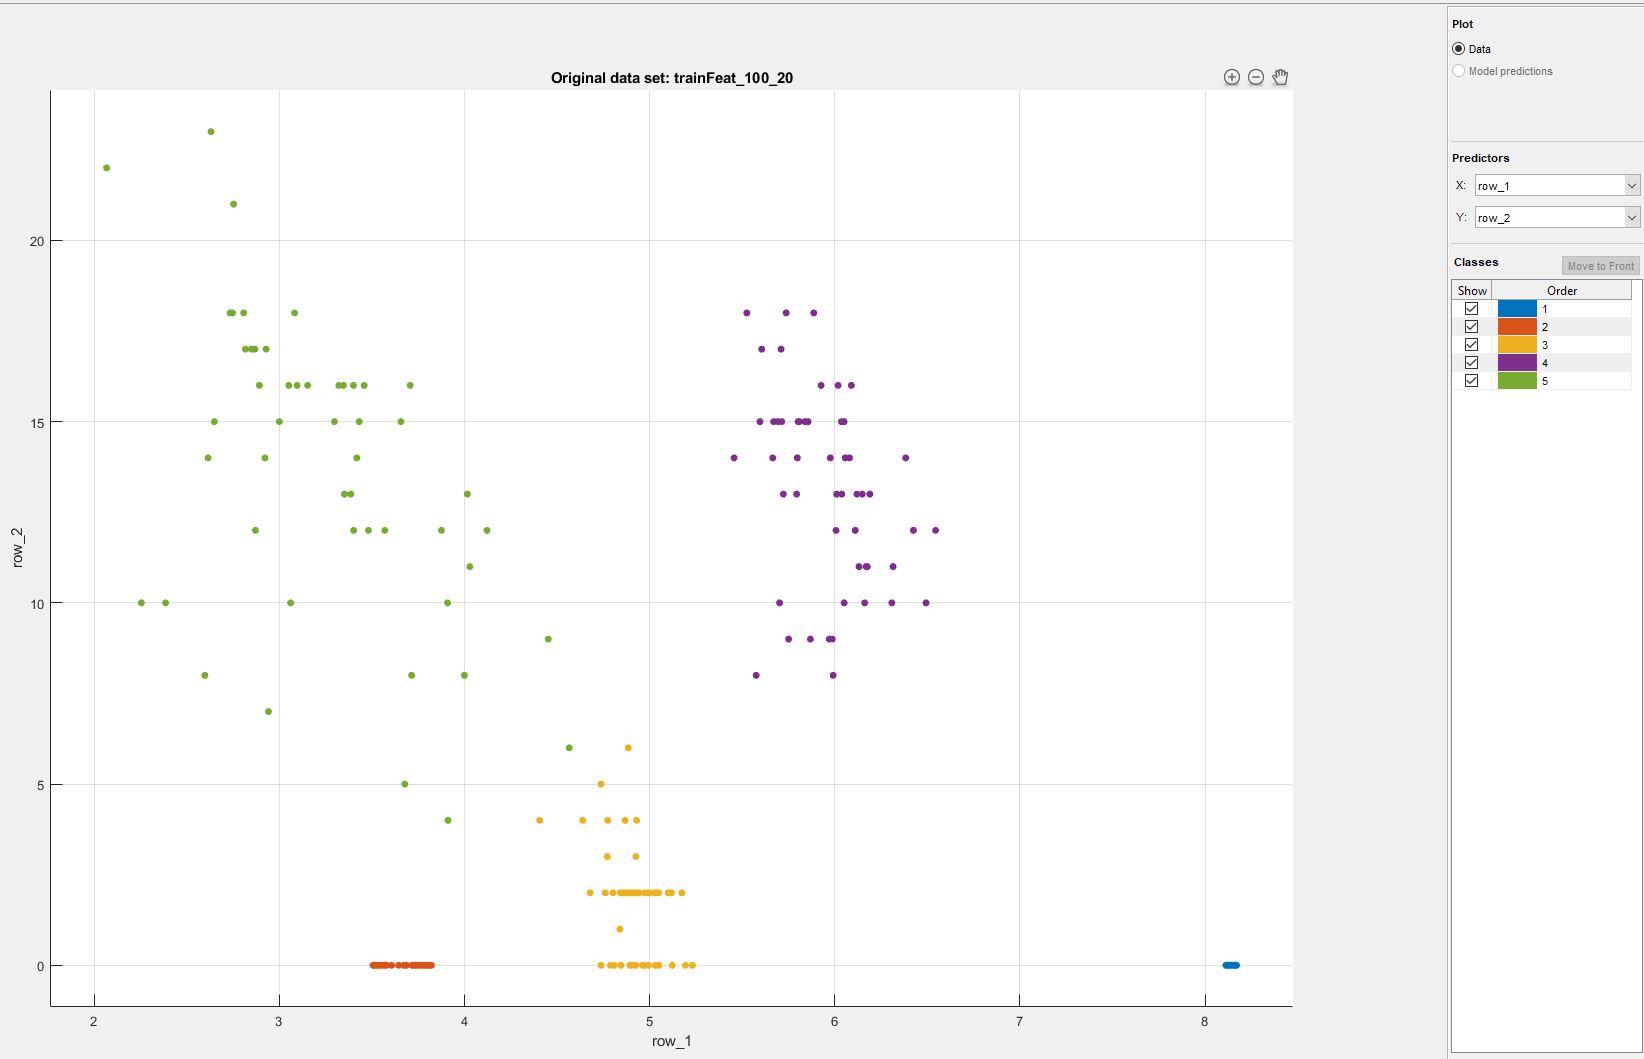 Original data set: trainFeat_100_20
20
15
10
5
0
row_2
2 3 4 5 6 7 8
row_1
Plot
Data
Model predictions
Predictors
X: row_1
Y: row_2
Classes Move to Front
Show Order
1
2
3
4
5